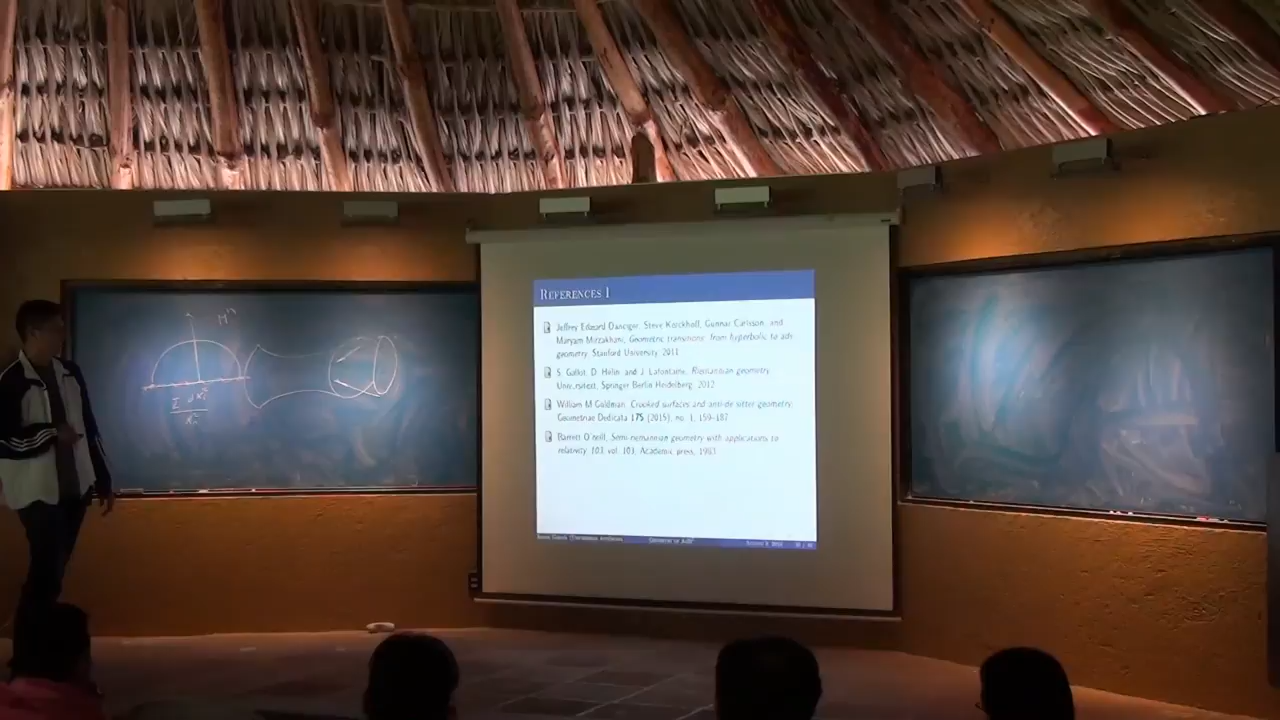 Hⁿ
Σ dxᵢ²
xₙ²
References I
Jeffrey Edward Danciger, Steve Kerckhoff, Gunnar Carlsson, and
Maryam Mirzakhani, Geometric transitions: from hyperbolic to ads
geometry, Stanford University, 2011.
S. Gallot, D. Hulin, and J. Lafontaine, Riemannian geometry,
Universitext, Springer Berlin Heidelberg, 2012.
William M Goldman, Crooked surfaces and anti-de sitter geometry,
Geometriae Dedicata 175 (2015), no. 1, 159–187.
Barrett O'neill, Semi-riemannian geometry with applications to
relativity, 103, vol. 103, Academic press, 1983.